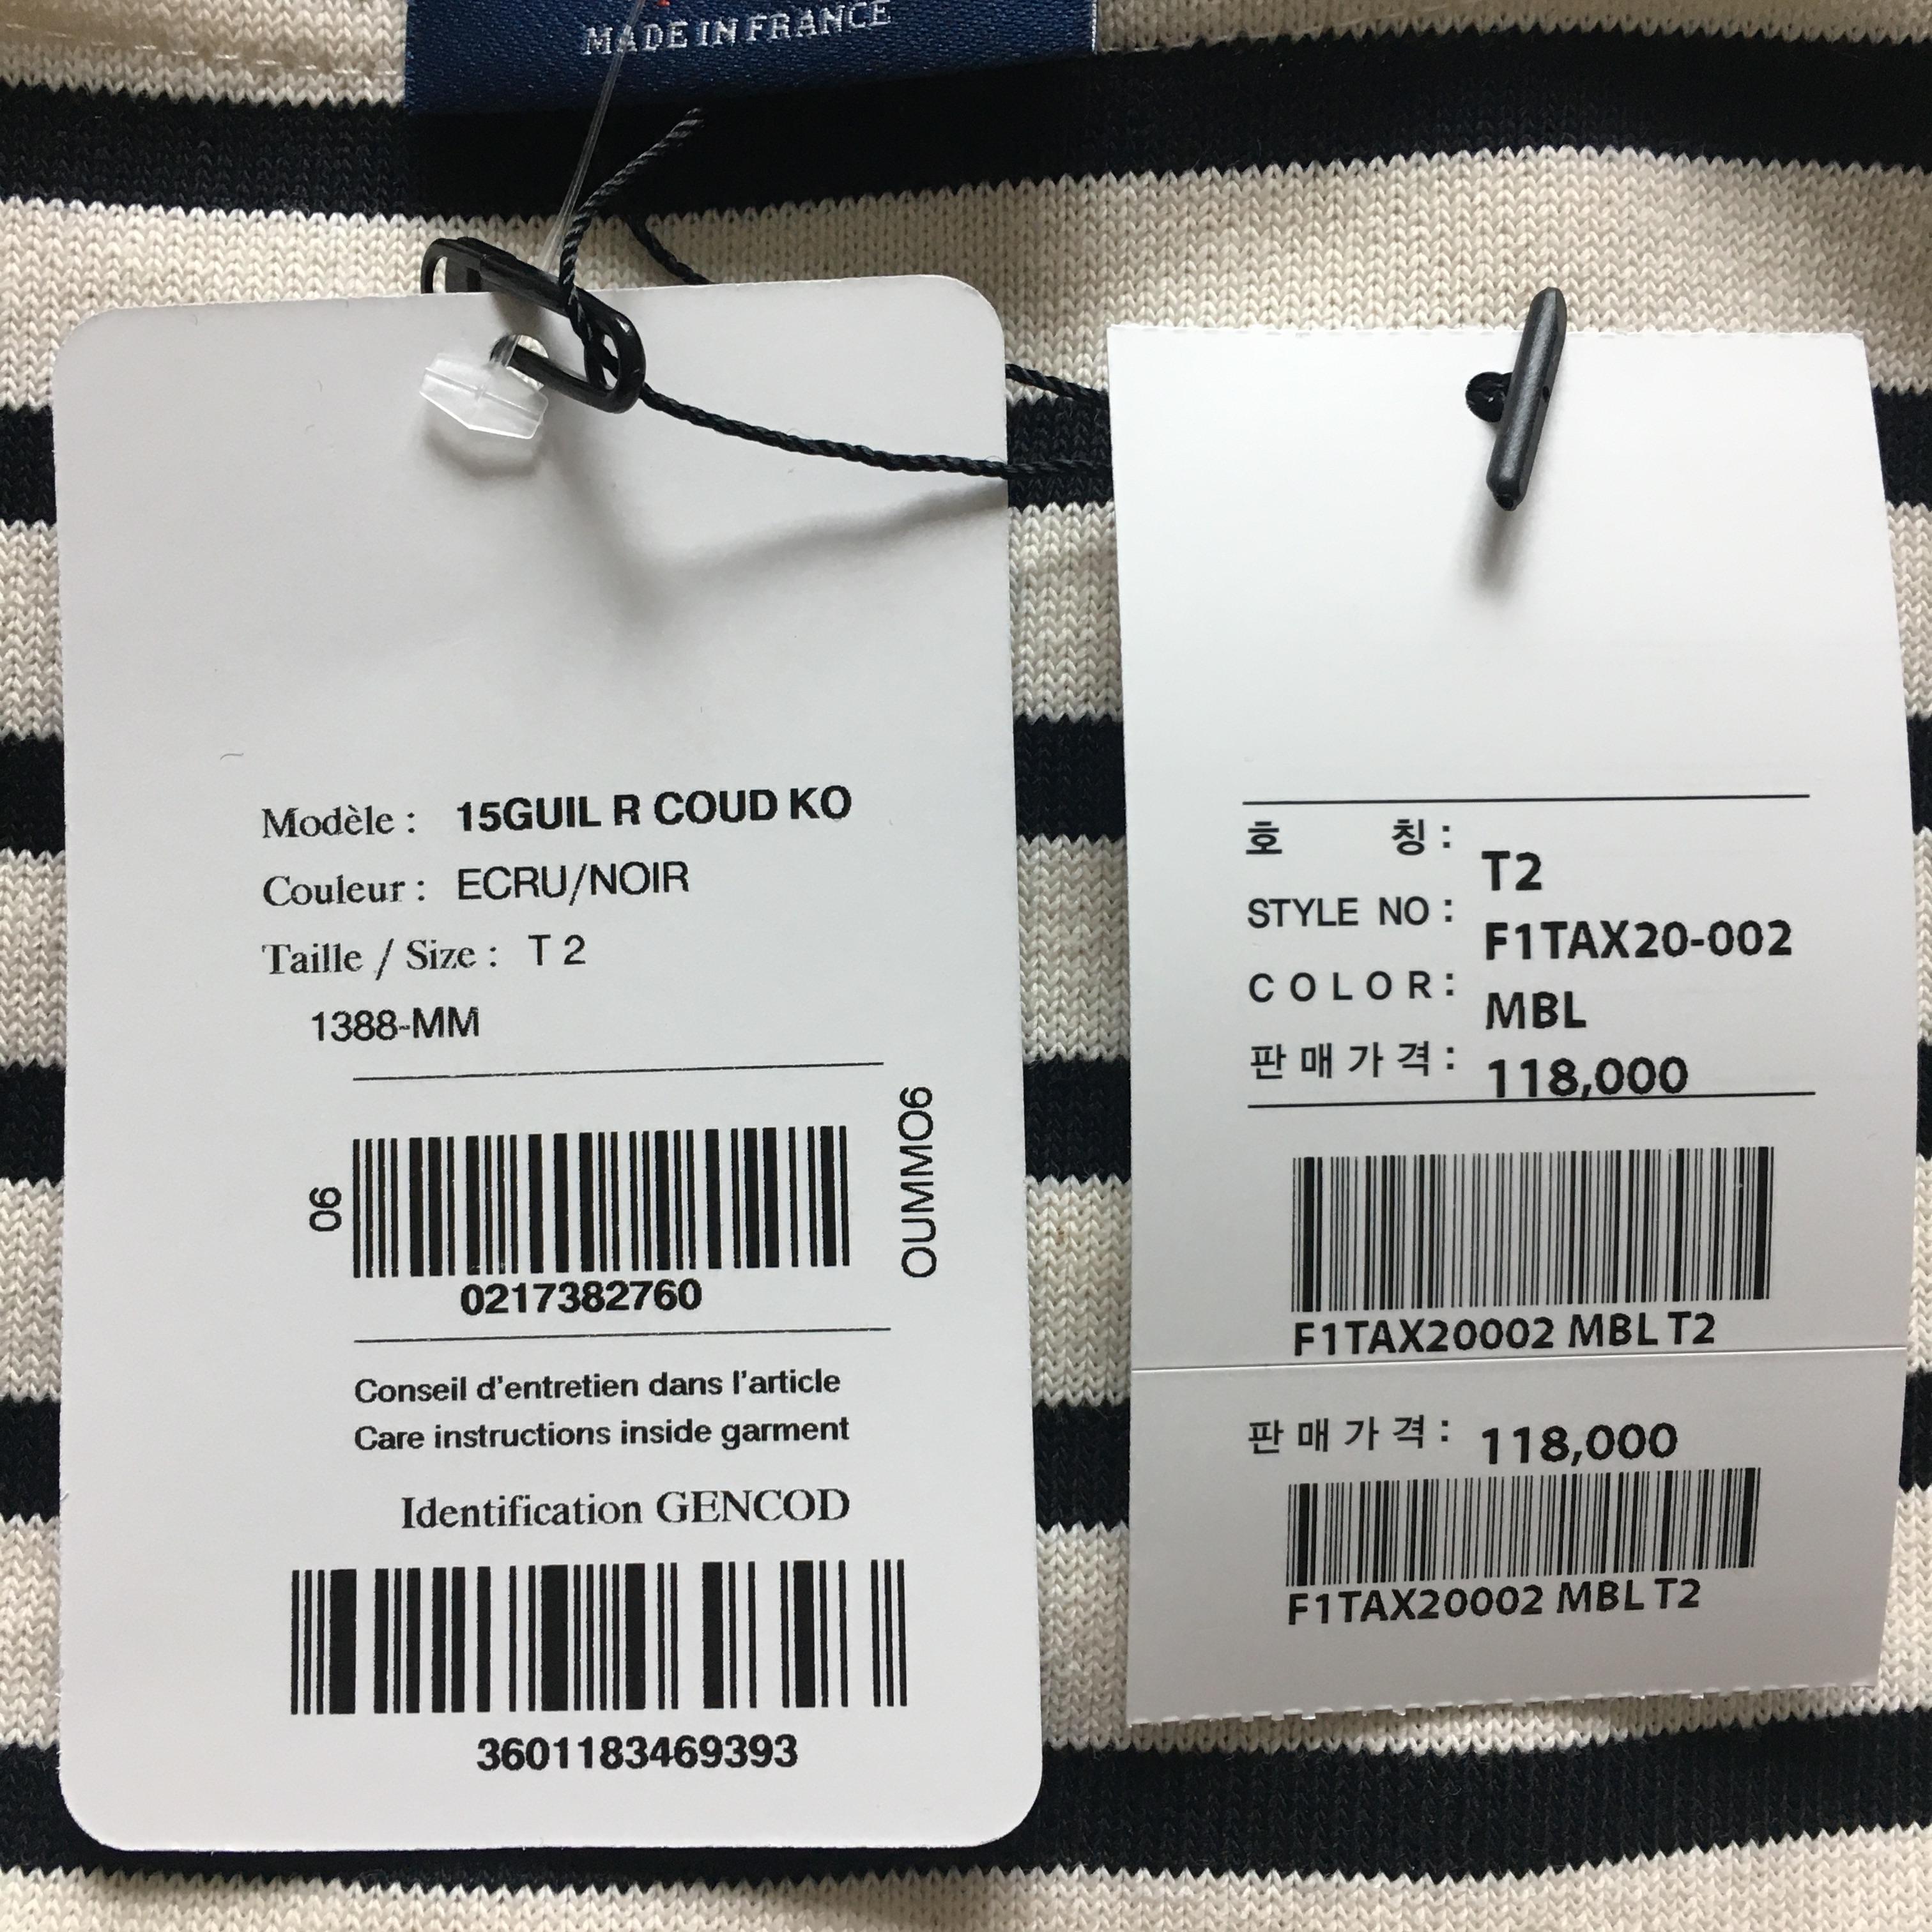 MADE IN FRANCE
Modèle : 15GUIL R COUD KO
Couleur : ECRU/NOIR
Taille / Size : T 2
1388-MM
06
OUMMO6
0217382760
Conseil d'entretien dans l'article
Care instructions inside garment
Identification GENCOD
3601183469393
호 칭 : T2
STYLE NO : F1TAX20-002
COLOR : MBL
판매가격 : 118,000
F1TAX20002 MBL T2
판매가격 : 118,000
F1TAX20002 MBL T2